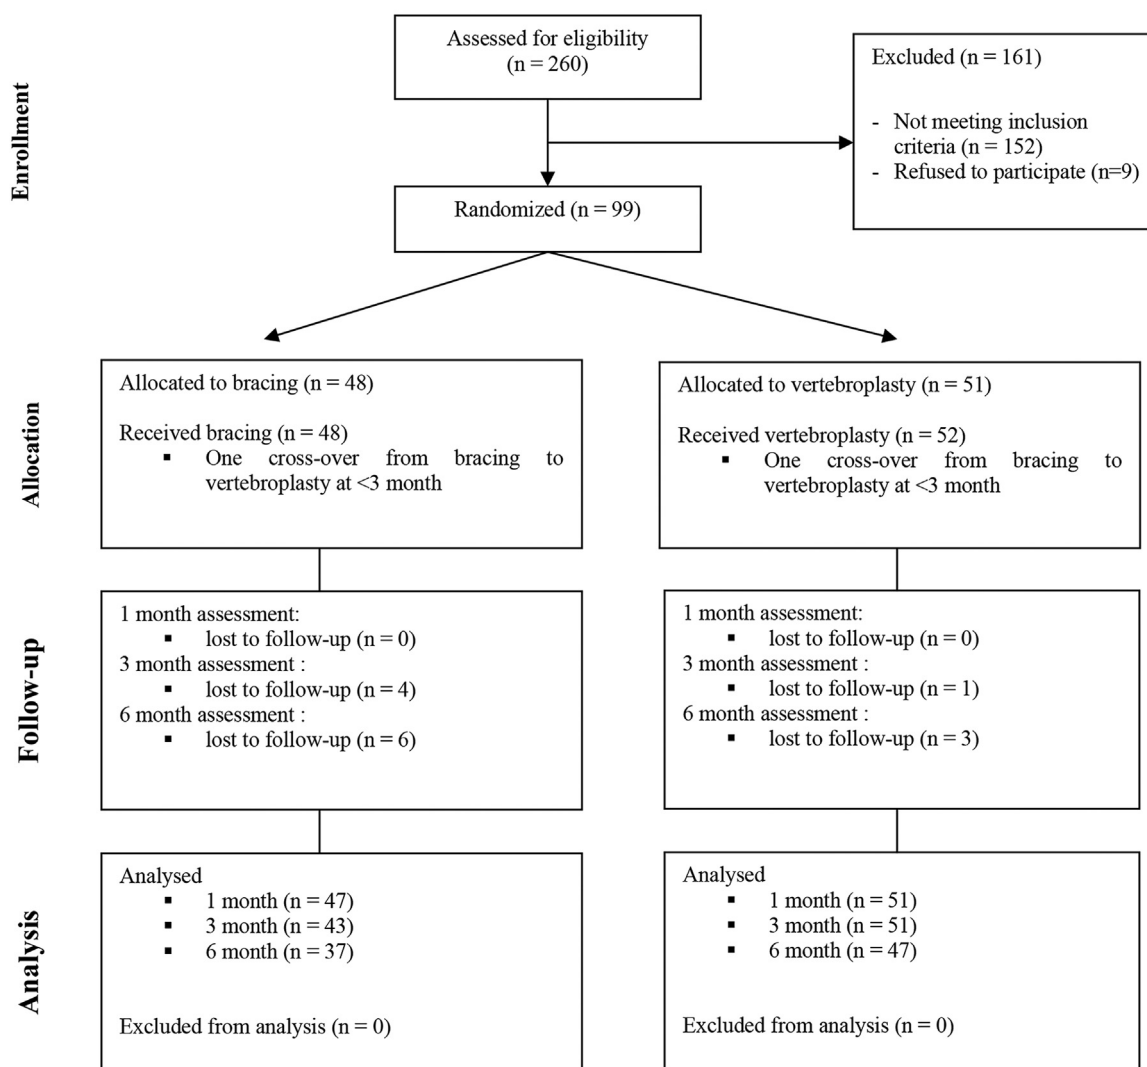 Enrollment
Assessed for eligibility
(n = 260)
Excluded (n = 161)
- Not meeting inclusion
criteria (n = 152)
- Refused to participate (n=9)
Randomized (n = 99)
Allocation
Allocated to bracing (n = 48)
Received bracing (n = 48)
▪ One cross-over from bracing to
vertebroplasty at <3 month
Allocated to vertebroplasty (n = 51)
Received vertebroplasty (n = 52)
▪ One cross-over from bracing to
vertebroplasty at <3 month
Follow-up
1 month assessment:
▪ lost to follow-up (n = 0)
3 month assessment :
▪ lost to follow-up (n = 4)
6 month assessment :
▪ lost to follow-up (n = 6)
1 month assessment:
▪ lost to follow-up (n = 0)
3 month assessment :
▪ lost to follow-up (n = 1)
6 month assessment :
▪ lost to follow-up (n = 3)
Analysis
Analysed
▪ 1 month (n = 47)
▪ 3 month (n = 43)
▪ 6 month (n = 37)
Excluded from analysis (n = 0)
Analysed
▪ 1 month (n = 51)
▪ 3 month (n = 51)
▪ 6 month (n = 47)
Excluded from analysis (n = 0)